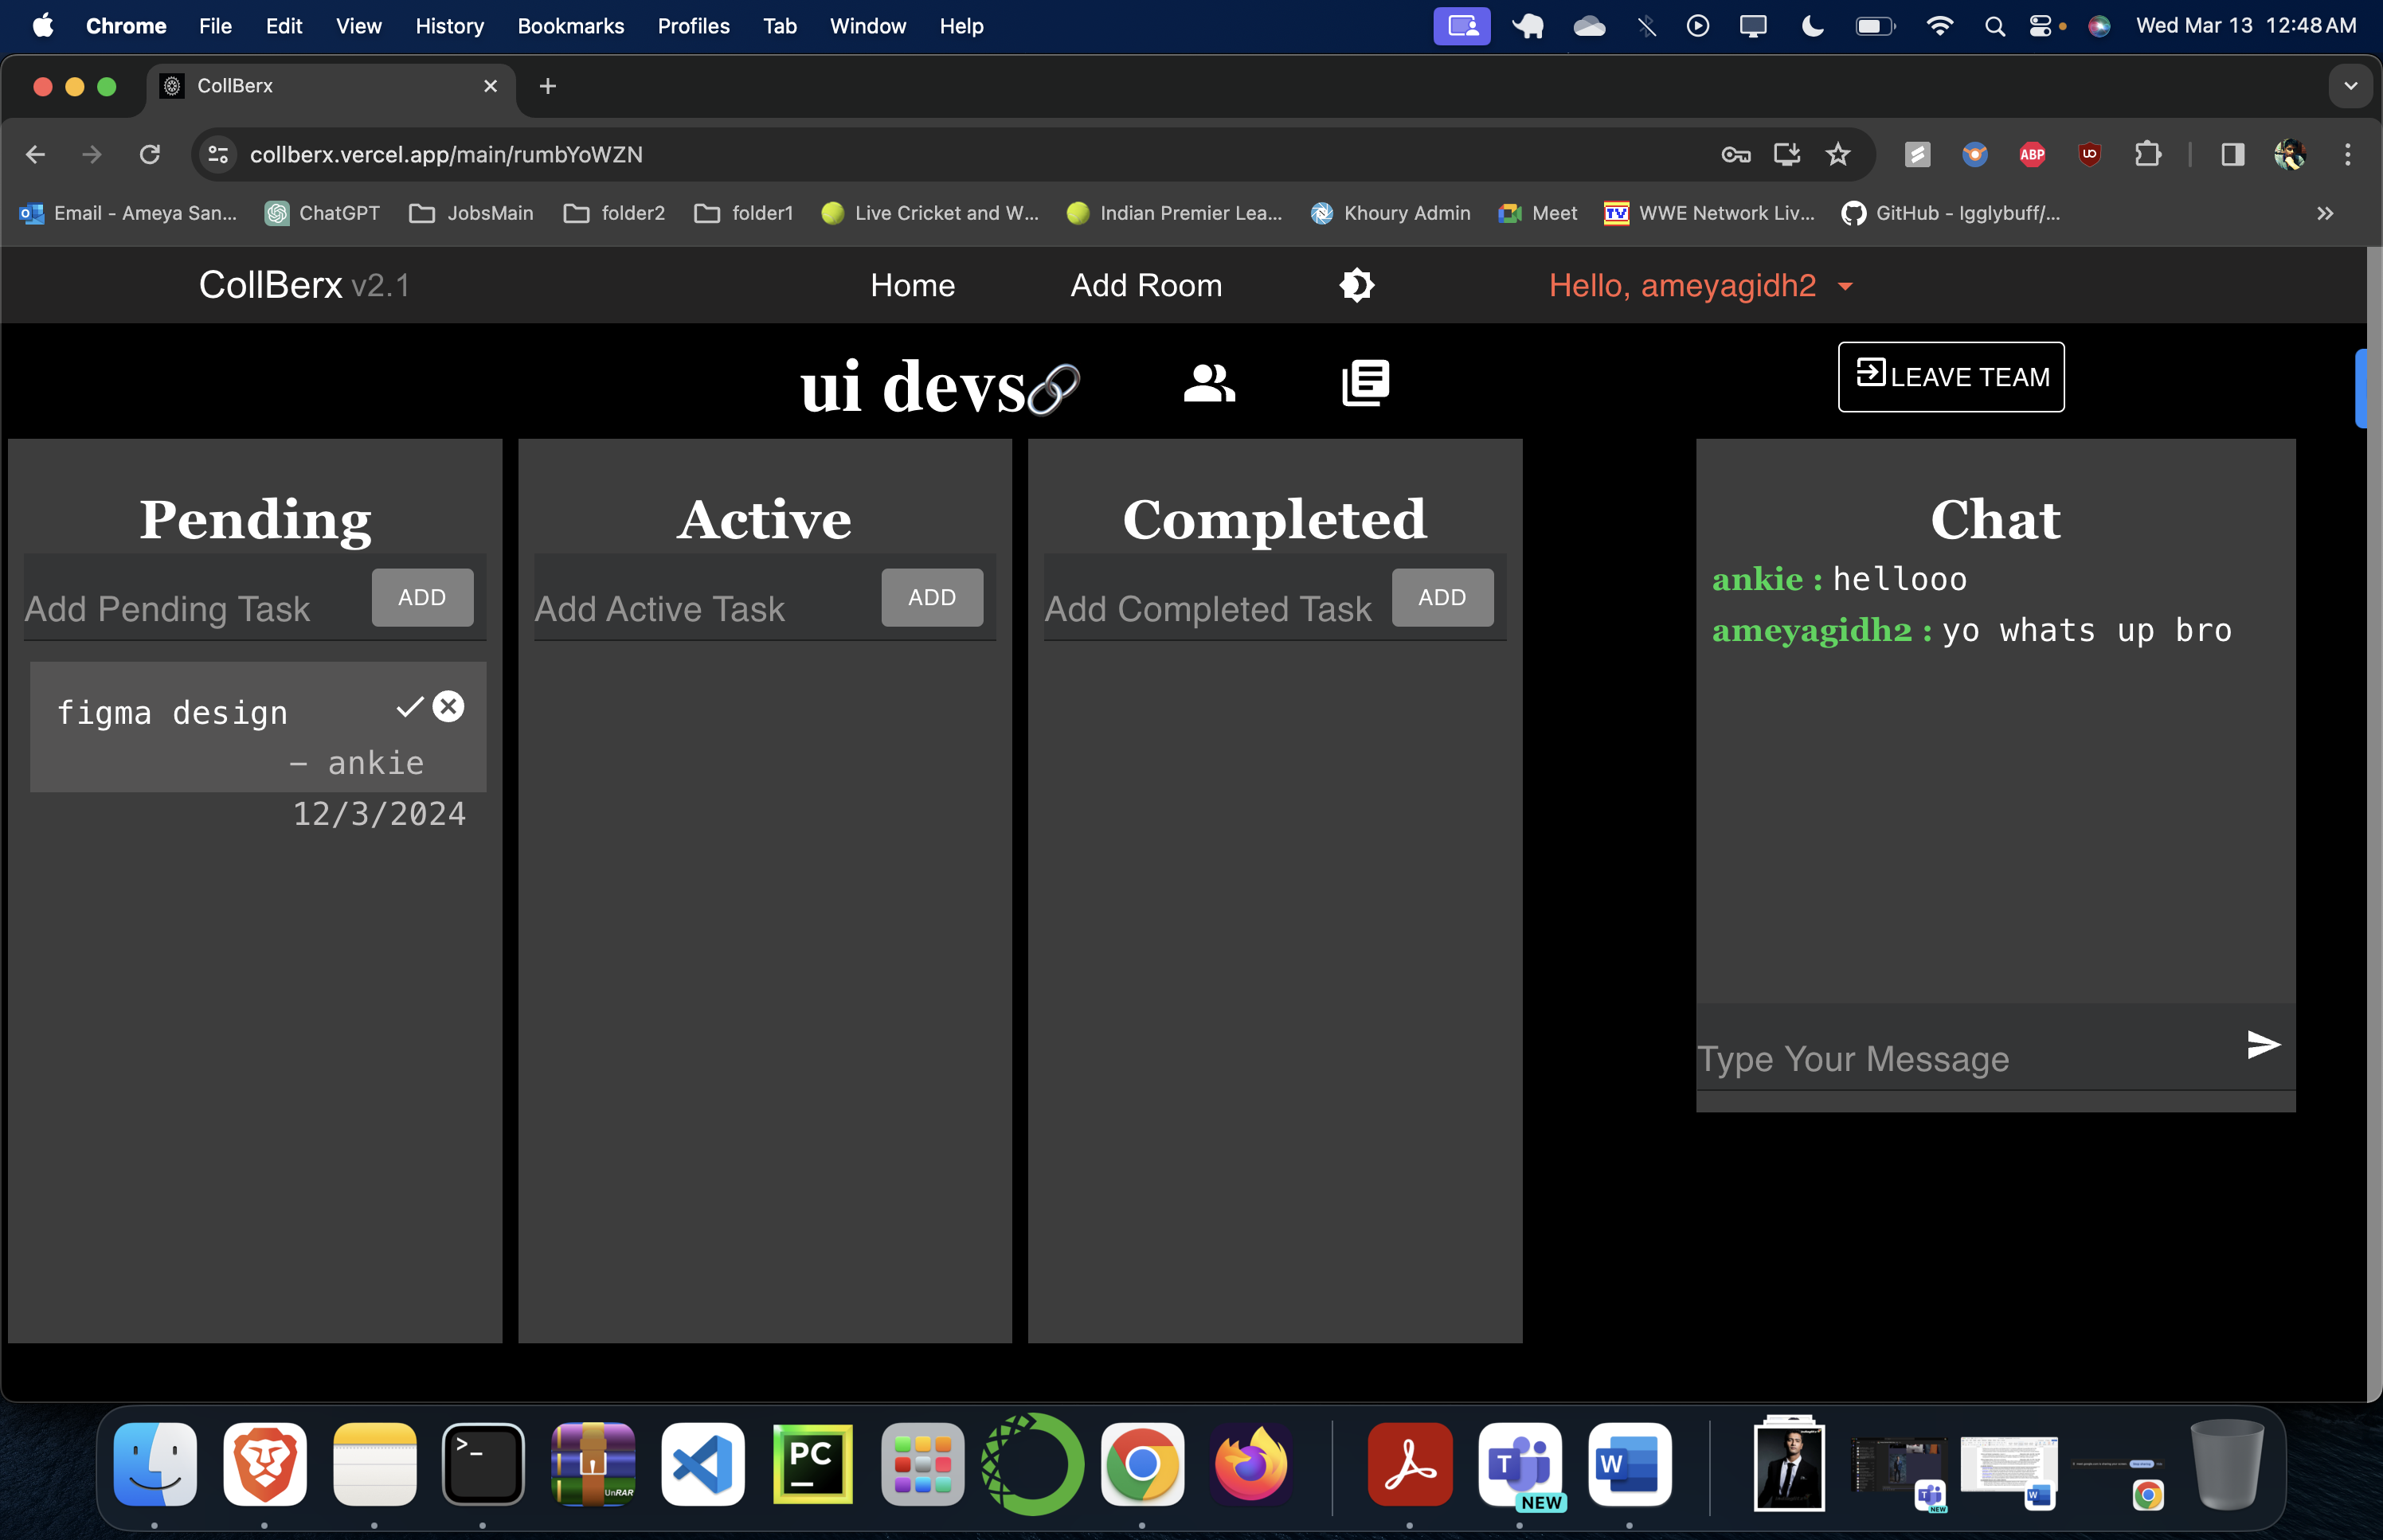 Chrome File Edit View History Bookmarks Profiles Tab Window Help Wed Mar 13 12:48 AM
CollBerx
collberx.vercel.app/main/rumbYoWZN
ABP
Email - Ameya San... ChatGPT JobsMain folder2 folder1 Live Cricket and W... Indian Premier Lea... Khoury Admin Meet TV WWE Network Liv... GitHub - Igglybuff/...
CollBerx v2.1 Home Add Room Hello, ameyagidh2
ui devs LEAVE TEAM
Pending Active Completed Chat
Add Pending Task ADD Add Active Task ADD Add Completed Task ADD
ankie : hellooo
ameyagidh2 : yo whats up bro
figma design
- ankie
12/3/2024
Type Your Message
>_ UnRAR PC T NEW W